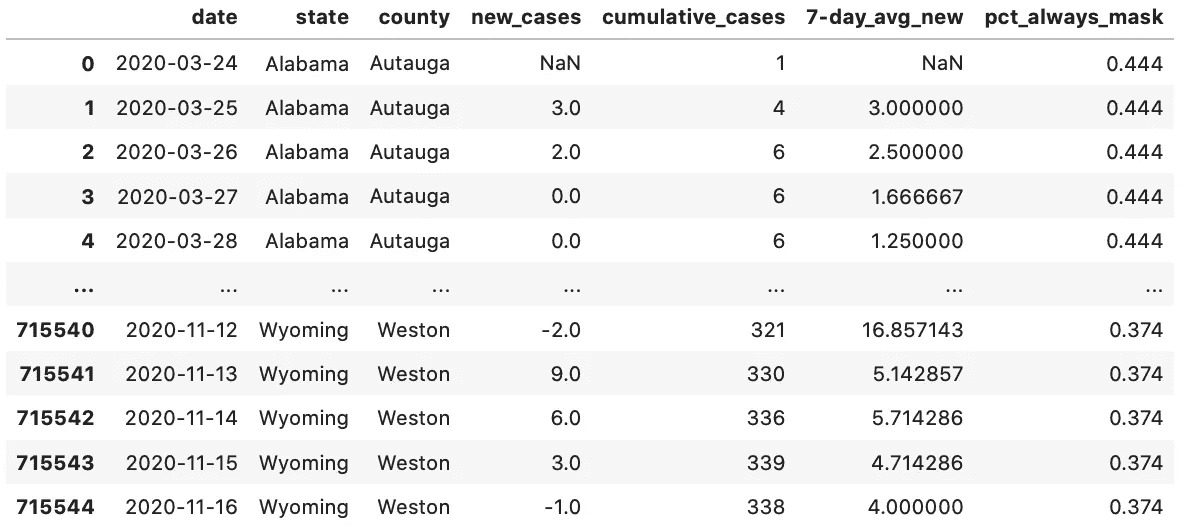 date state county new_cases cumulative_cases 7-day_avg_new pct_always_mask
0 2020-03-24 Alabama Autauga NaN 1 NaN 0.444
1 2020-03-25 Alabama Autauga 3.0 4 3.000000 0.444
2 2020-03-26 Alabama Autauga 2.0 6 2.500000 0.444
3 2020-03-27 Alabama Autauga 0.0 6 1.666667 0.444
4 2020-03-28 Alabama Autauga 0.0 6 1.250000 0.444
... ... ... ... ... ... ... ...
715540 2020-11-12 Wyoming Weston -2.0 321 16.857143 0.374
715541 2020-11-13 Wyoming Weston 9.0 330 5.142857 0.374
715542 2020-11-14 Wyoming Weston 6.0 336 5.714286 0.374
715543 2020-11-15 Wyoming Weston 3.0 339 4.714286 0.374
715544 2020-11-16 Wyoming Weston -1.0 338 4.000000 0.374